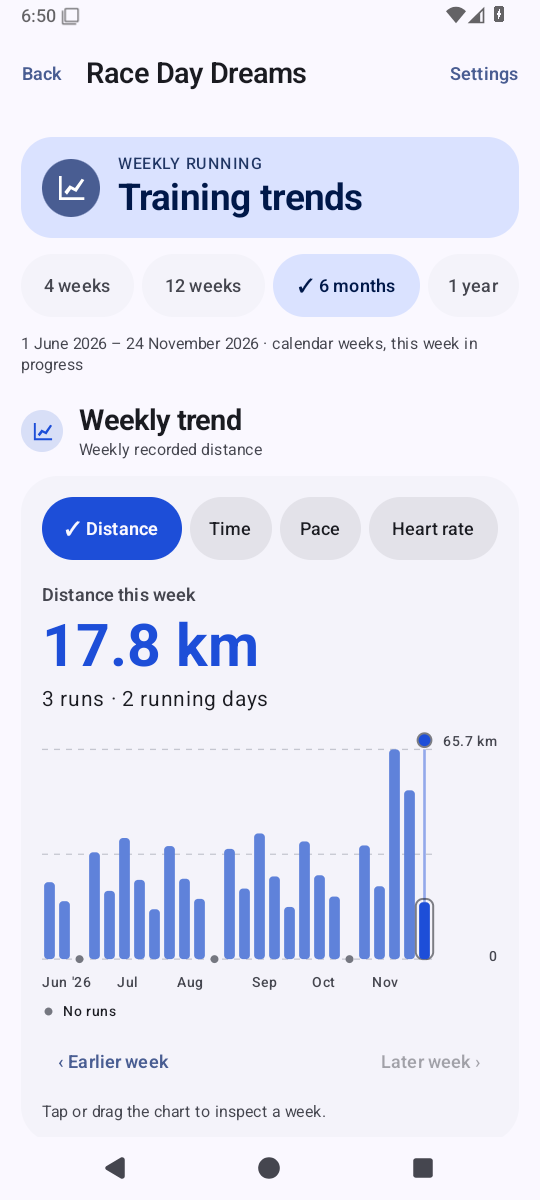 6:50
Back Race Day Dreams Settings
WEEKLY RUNNING
Training trends
4 weeks 12 weeks ✓ 6 months 1 year
1 June 2026 – 24 November 2026 · calendar weeks, this week in
progress
Weekly trend
Weekly recorded distance
✓ Distance Time Pace Heart rate
Distance this week
17.8 km
3 runs · 2 running days
65.7 km
0
Jun '26 Jul Aug Sep Oct Nov
No runs
‹ Earlier week Later week ›
Tap or drag the chart to inspect a week.